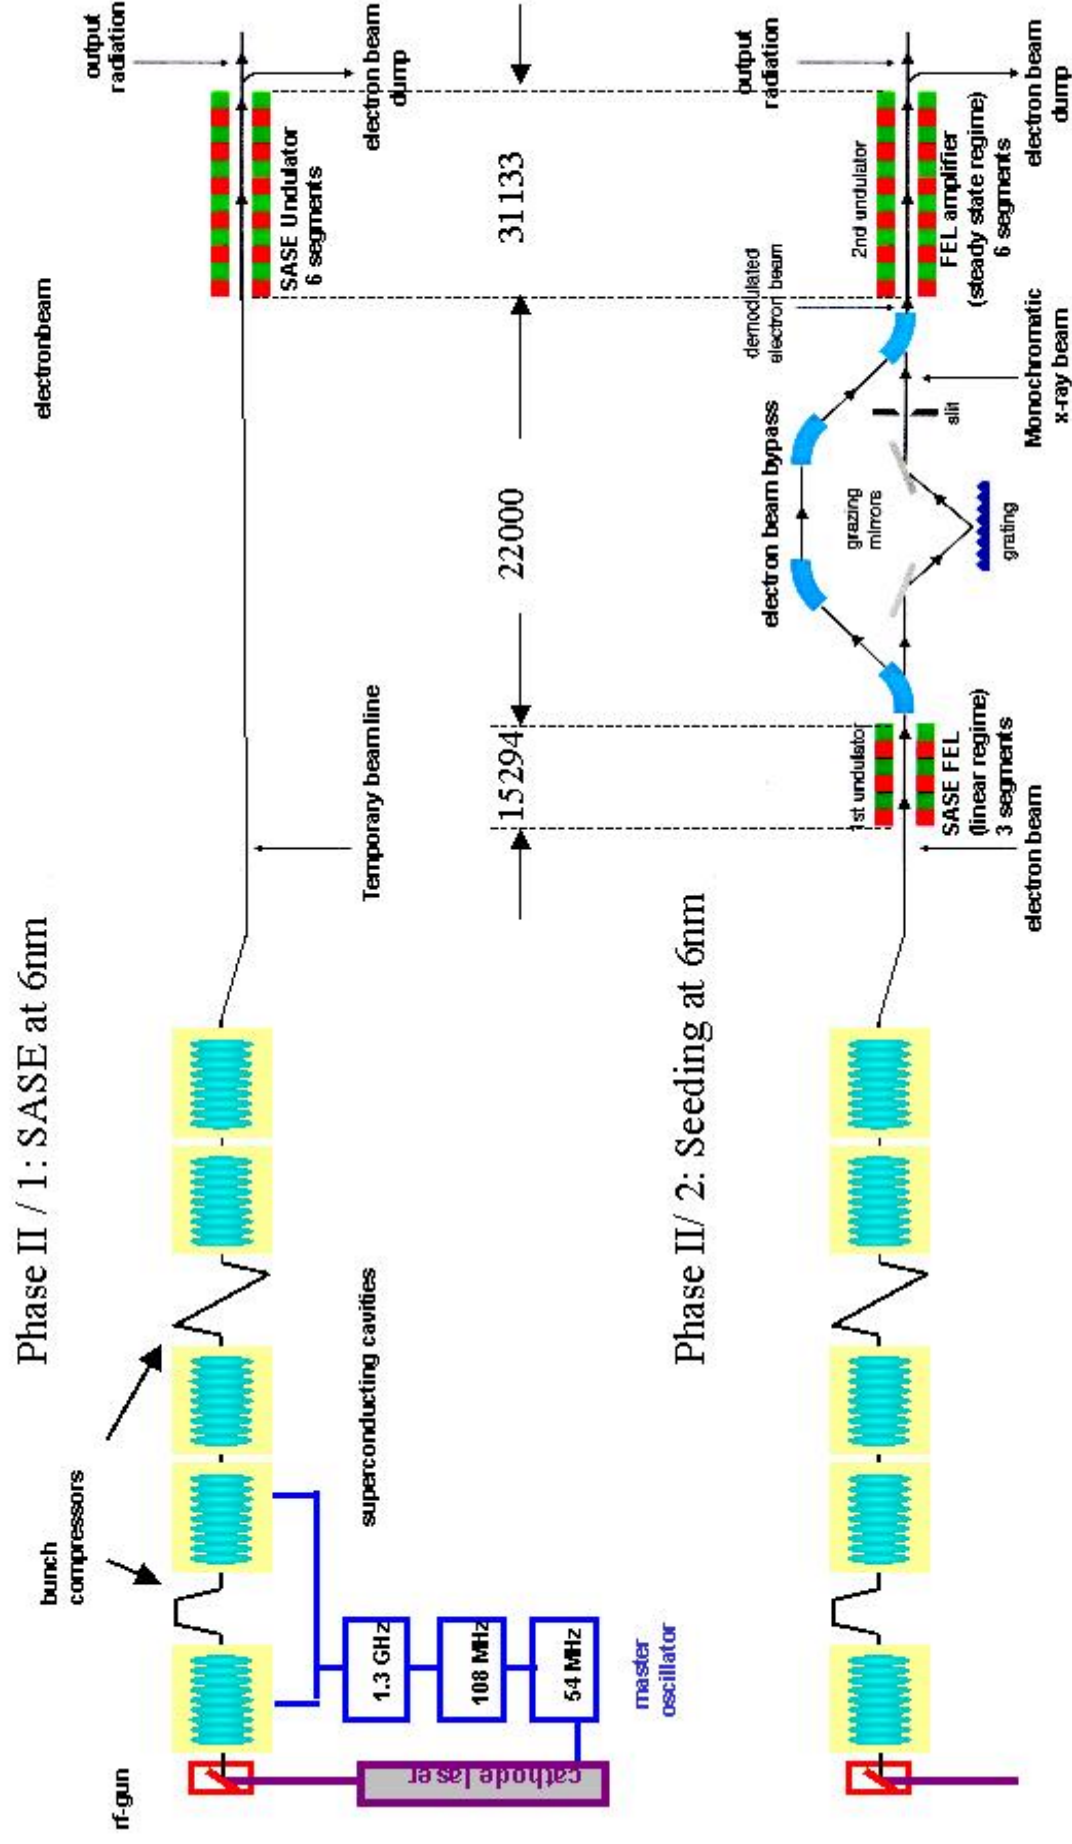 Phase II / 1: SASE at 6nm
rf-gun
bunch
compressors
cathode laser
1.3 GHz
108 MHz
54 MHz
master
oscillator
superconducting cavities
Temporary beamline
electronbeam
SASE Undulator
6 segments
output
radiation
electron beam
dump
15294
22000
31133
Phase II/ 2: Seeding at 6nm
electron beam
1st undulator
SASE FEL
(linear regime)
3 segments
electron beam bypass
grazing
mirrors
grating
slit
Monochromatic
x-ray beam
demodulated
electron beam
2nd undulator
FEL amplifier
(steady state regime)
6 segments
output
radiation
electron beam
dump